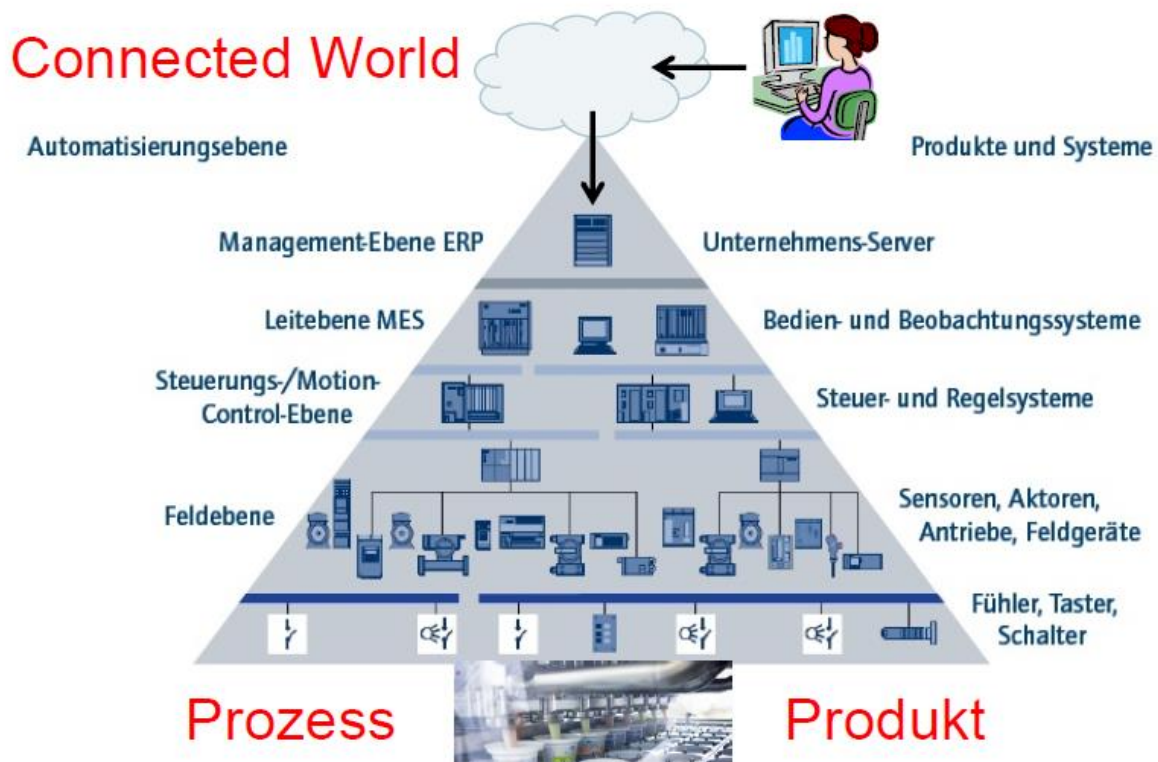 Connected World
Automatisierungsebene
Produkte und Systeme
Management-Ebene ERP
Unternehmens-Server
Leitebene MES
Bedien- und Beobachtungssysteme
Steuerungs-/Motion-
Control-Ebene
Steuer- und Regelsysteme
Feldebene
Sensoren, Aktoren,
Antriebe, Feldgeräte
Fühler, Taster,
Schalter
Prozess
Produkt